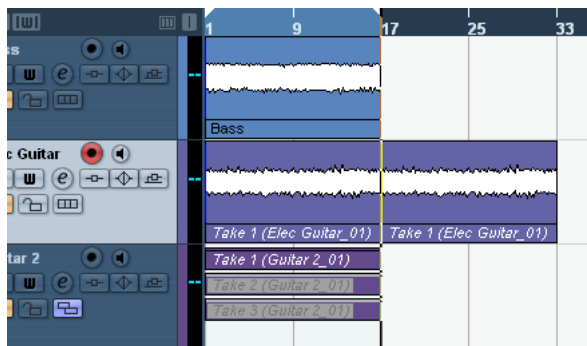 1 9 17 25 33
ss
W e
Bass
c Guitar
W e
Take 1 (Elec Guitar_01) Take 1 (Elec Guitar_01)
tar 2
Take 1 (Guitar 2_01)
W e
Take 2 (Guitar 2_01)
Take 3 (Guitar 2_01)